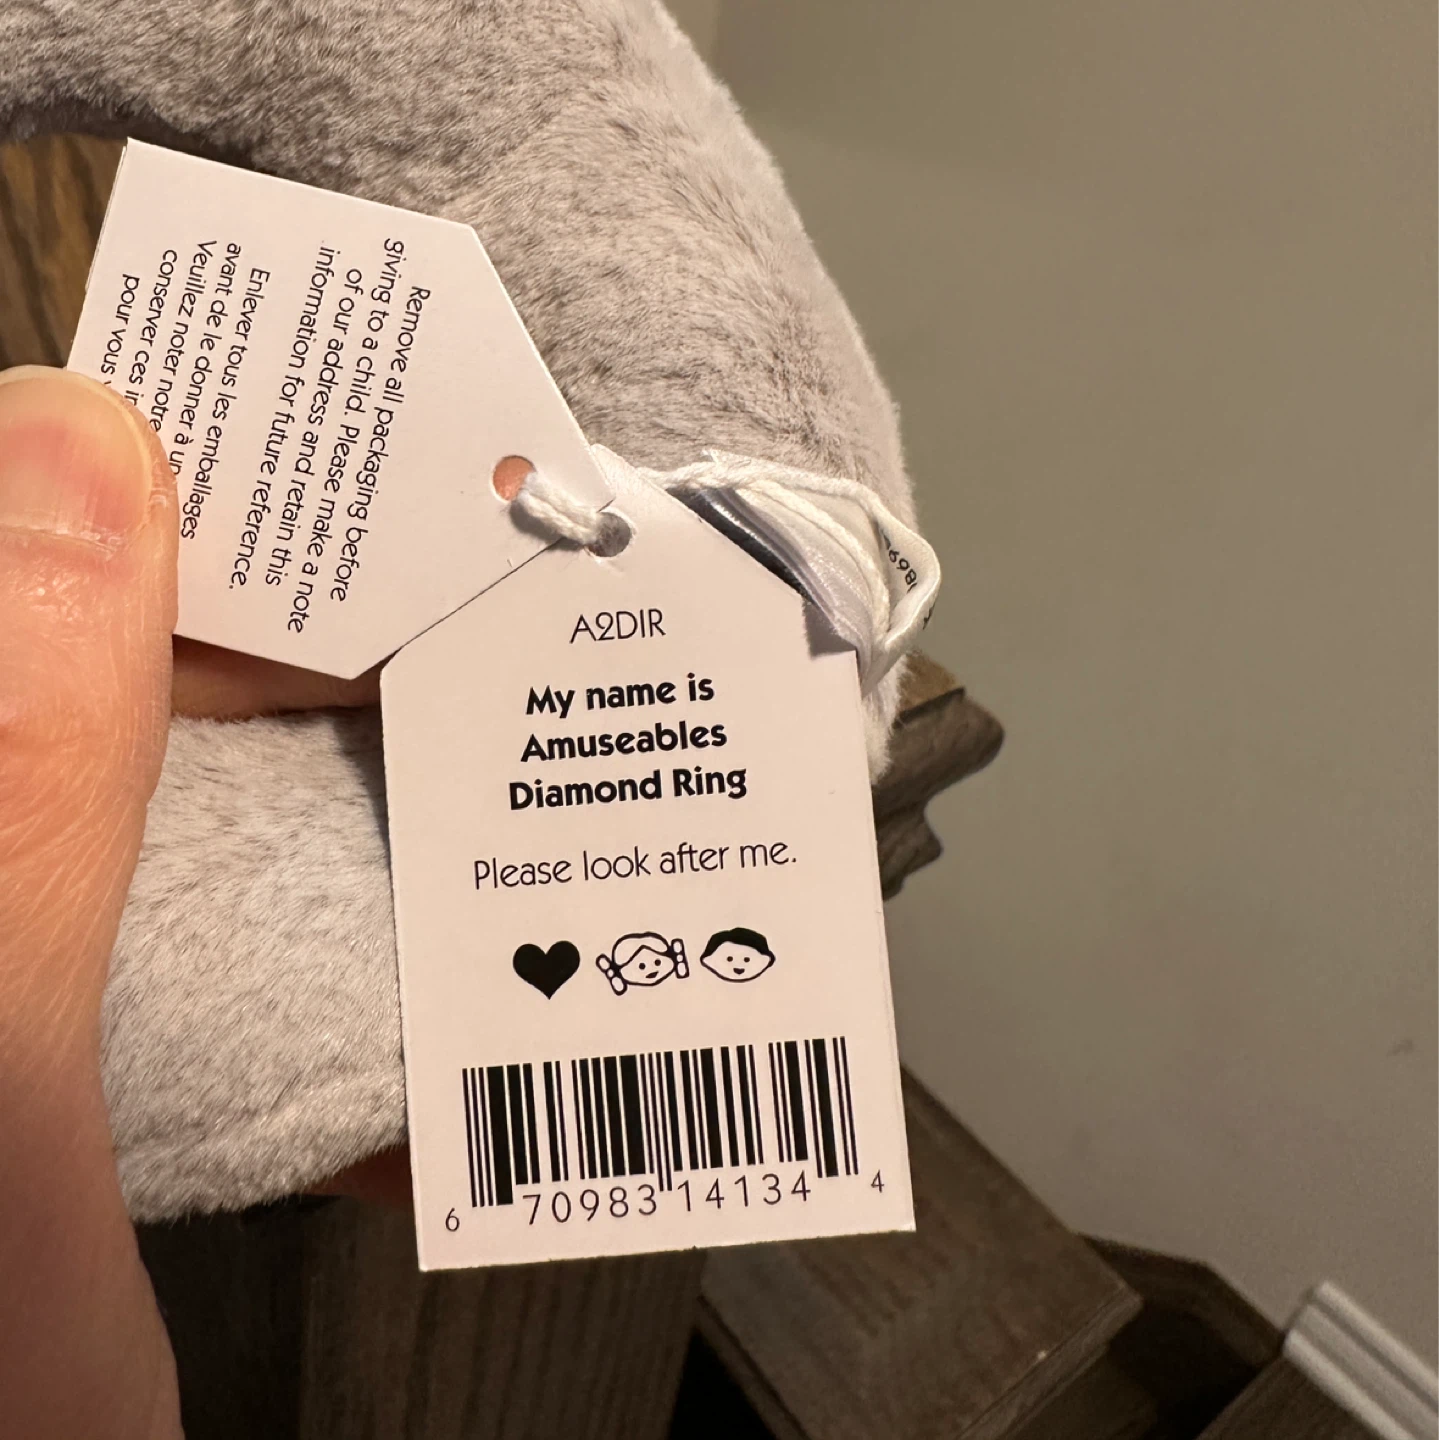 Remove all packaging before
giving to a child. Please make a note
of our address and retain this
information for future reference.
Enlever tous les emballages
avant de le donner à un
Veuillez noter notre
conserver ces
pour vous
A2DIR
My name is
Amuseables
Diamond Ring
Please look after me.
6 70983 14134 4